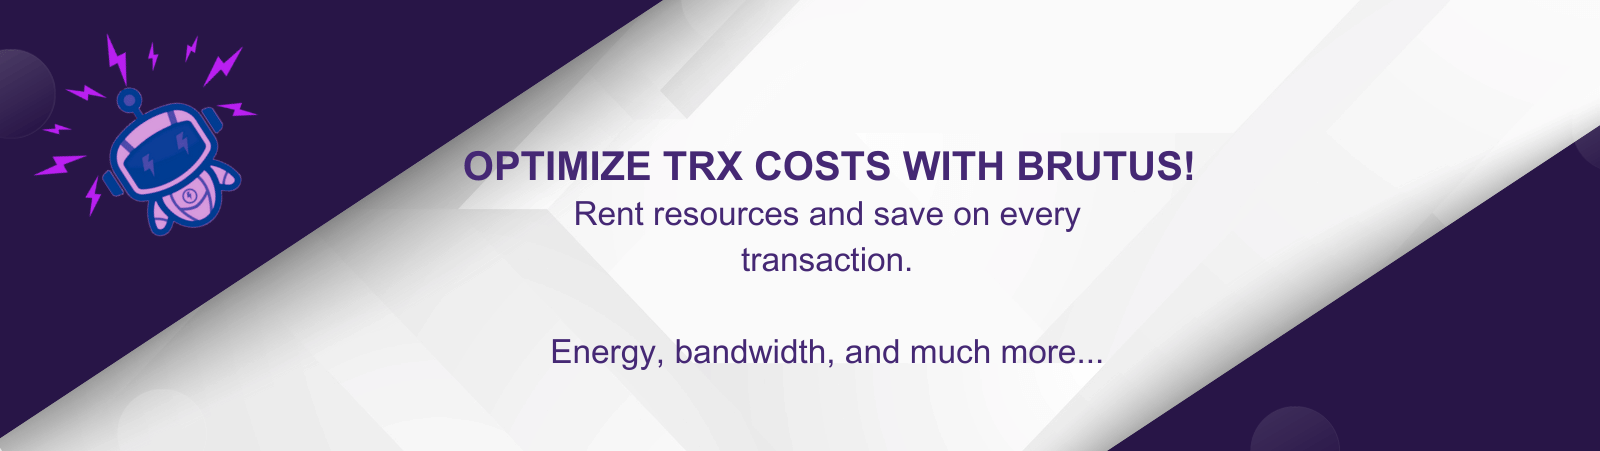 OPTIMIZE TRX COSTS WITH BRUTUS!
Rent resources and save on every
transaction.
Energy, bandwidth, and much more...